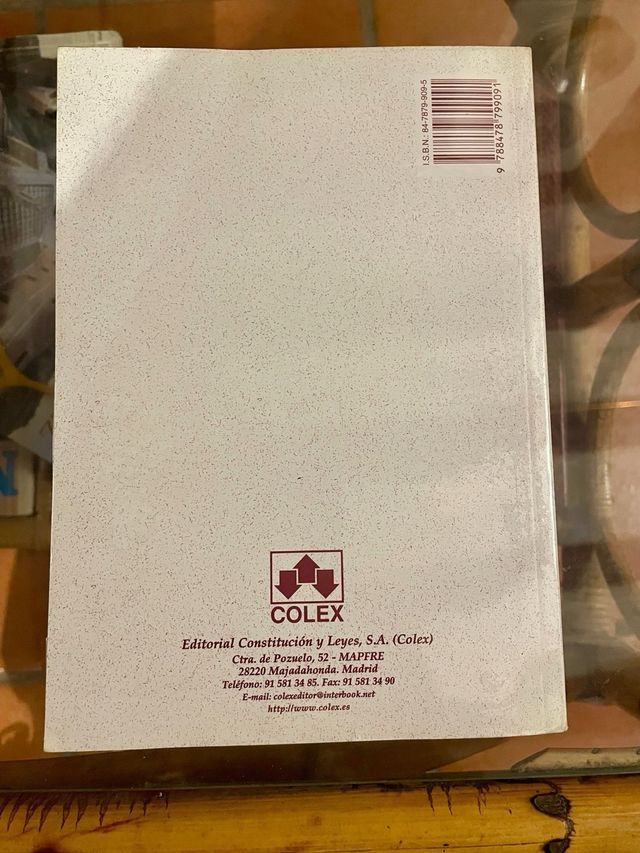 I.S.B.N.: 84-7879-909-5
9 788478 799091
COLEX
Editorial Constitución y Leyes, S.A. (Colex)
Ctra. de Pozuelo, 52 - MAPFRE
28220 Majadahonda. Madrid
Teléfono: 91 581 34 85. Fax: 91 581 34 90
E-mail: colexeditor@interbook.net
http://www.colex.es